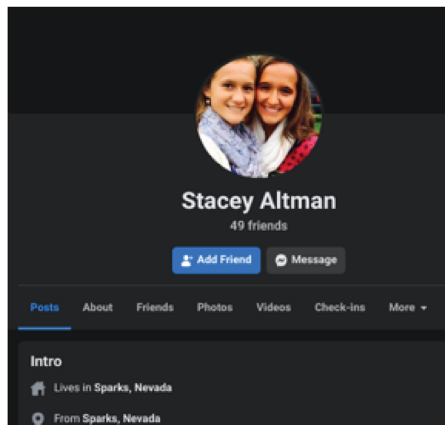 Stacey Altman
49 friends
Add Friend Message
Posts About Friends Photos Videos Check-ins More
Intro
Lives in Sparks, Nevada
From Sparks, Nevada